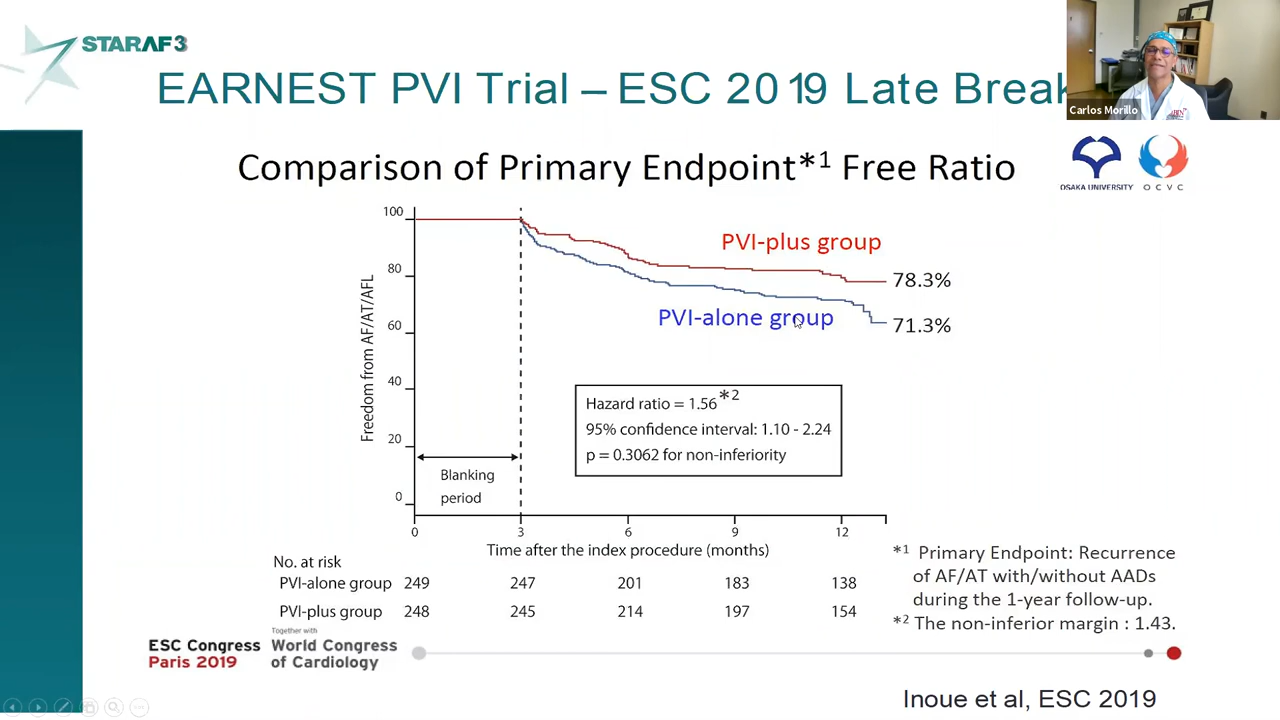 STARAF3
EARNEST PVI Trial – ESC 2019 Late Break
Carlos Morillo
Comparison of Primary Endpoint*1 Free Ratio
OSAKA UNIVERSITY
OCVC
Freedom from AF/AT/AFL
100
80
60
40
20
0
PVI-plus group
78.3%
PVI-alone group
71.3%
Hazard ratio = 1.56*2
95% confidence interval: 1.10 - 2.24
p = 0.3062 for non-inferiority
Blanking
period
0 3 6 9 12
Time after the index procedure (months)
No. at risk
PVI-alone group 249 247 201 183 138
PVI-plus group 248 245 214 197 154
*1 Primary Endpoint: Recurrence
of AF/AT with/without AADs
during the 1-year follow-up.
*2 The non-inferior margin : 1.43.
ESC Congress
Paris 2019
Together with
World Congress
of Cardiology
Inoue et al, ESC 2019